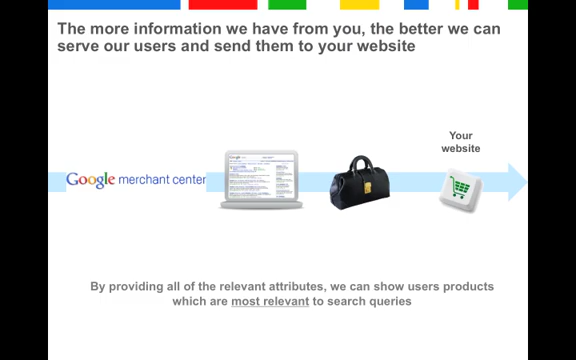 The more information we have from you, the better we can
serve our users and send them to your website
Your
website
Google merchant center
By providing all of the relevant attributes, we can show users products
which are most relevant to search queries